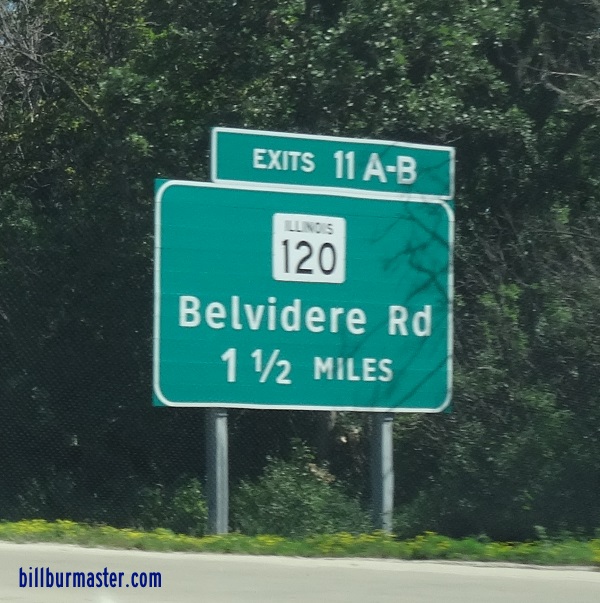 EXITS 11 A-B
ILLINOIS
120
Belvidere Rd
1 ½ MILES
billburmaster.com